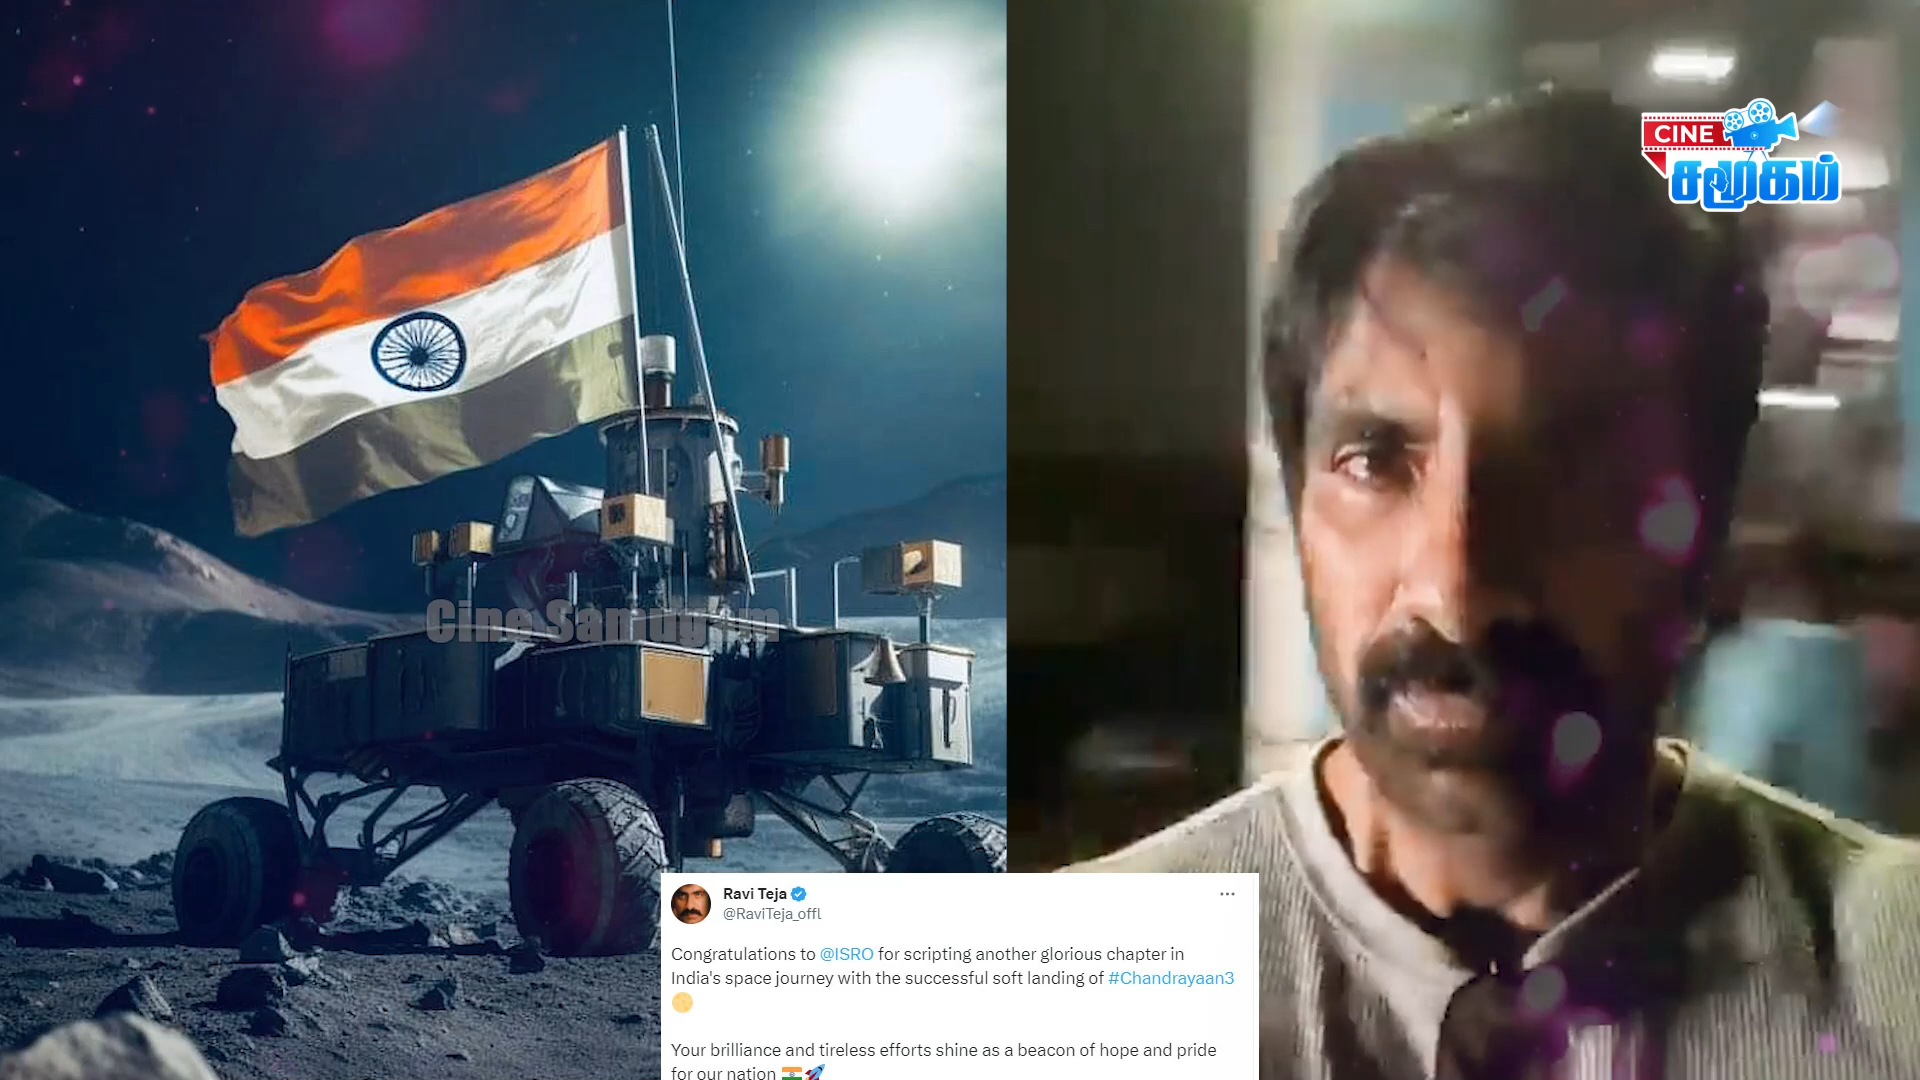 CINE
சமூகம்
Cine Samugam
Ravi Teja
@RaviTeja_offl
Congratulations to @ISRO for scripting another glorious chapter in
India's space journey with the successful soft landing of #Chandrayaan3
🌕
Your brilliance and tireless efforts shine as a beacon of hope and pride
for our nation 🇮🇳🚀